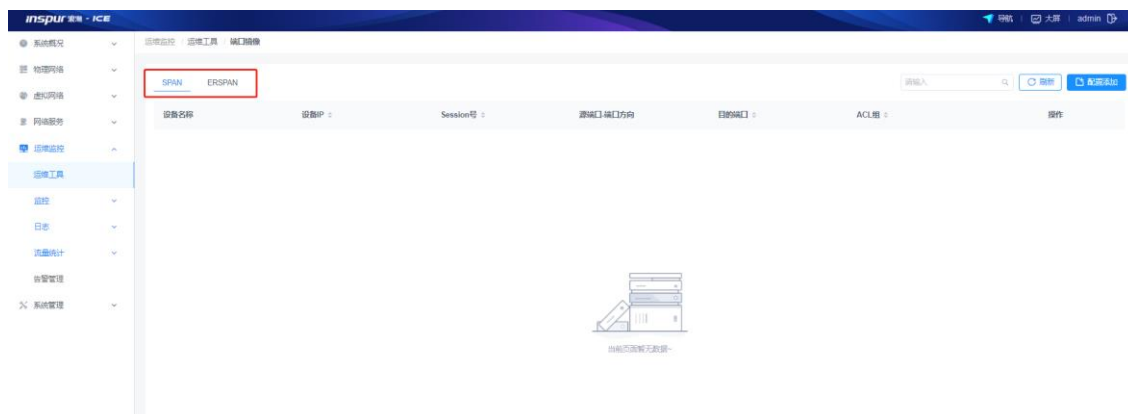 inspur 浪潮 - ICE
导航 | 大屏 | admin
系统概况
物理网络
虚拟网络
网络服务
运维监控
运维工具
监控
日志
流量统计
告警管理
系统管理
运维监控 / 运维工具 / 端口镜像
SPAN ERSPAN
请输入 刷新 配置添加
设备名称 设备IP Session号 源端口-端口方向 目的端口 ACL组 操作
当前页面暂无数据~